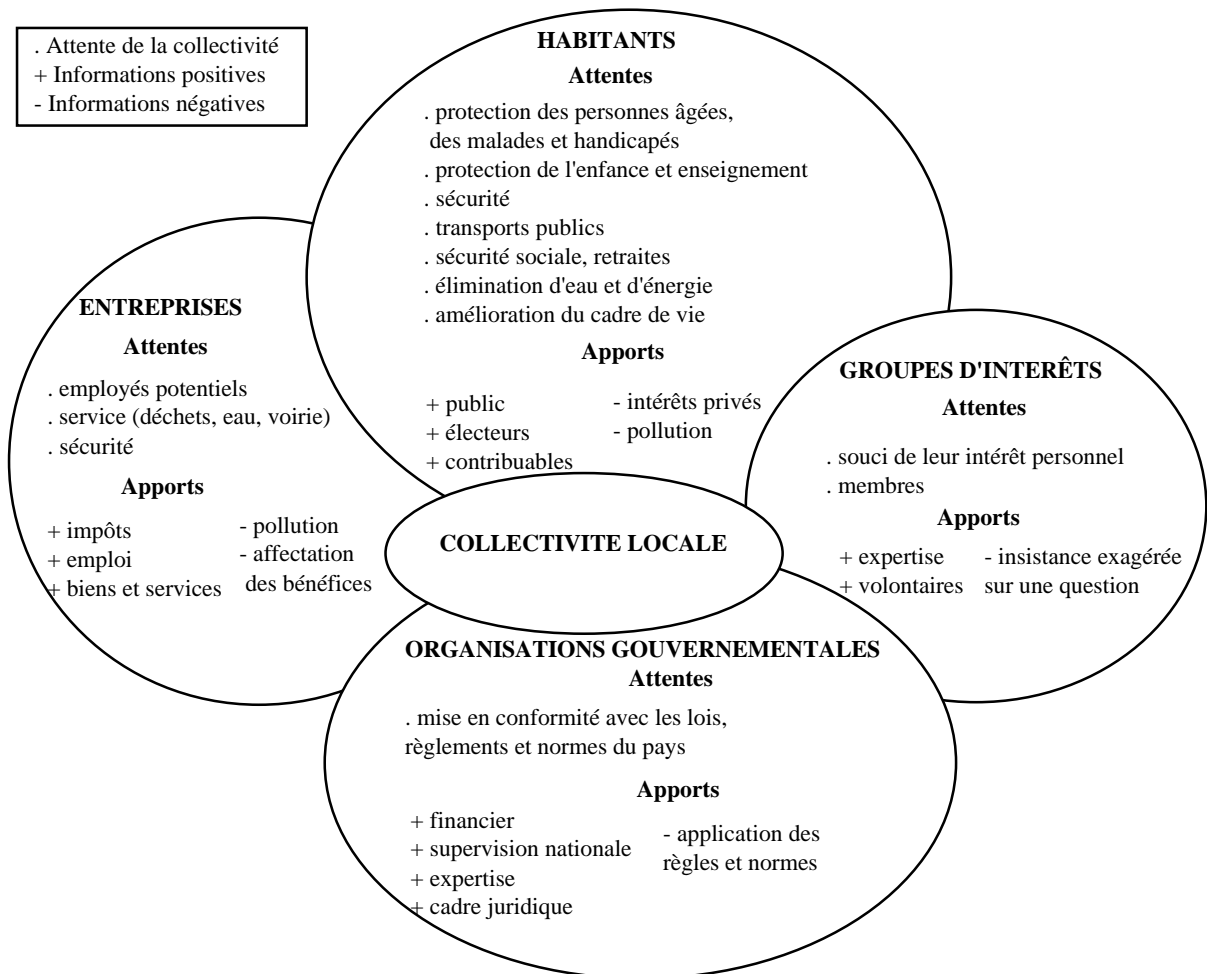 . Attente de la collectivité
+ Informations positives
- Informations négatives
HABITANTS
Attentes
. protection des personnes âgées,
des malades et handicapés
. protection de l'enfance et enseignement
. sécurité
. transports publics
. sécurité sociale, retraites
. élimination d'eau et d'énergie
. amélioration du cadre de vie
Apports
+ public
+ électeurs
+ contribuables
- intérêts privés
- pollution
ENTREPRISES
Attentes
. employés potentiels
. service (déchets, eau, voirie)
. sécurité
Apports
+ impôts
+ emploi
+ biens et services
- pollution
- affectation
des bénéfices
GROUPES D'INTERÊTS
Attentes
. souci de leur intérêt personnel
. membres
Apports
+ expertise
+ volontaires
- insistance exagérée
sur une question
COLLECTIVITE LOCALE
ORGANISATIONS GOUVERNEMENTALES
Attentes
. mise en conformité avec les lois,
règlements et normes du pays
Apports
+ financier
+ supervision nationale
+ expertise
+ cadre juridique
- application des
règles et normes